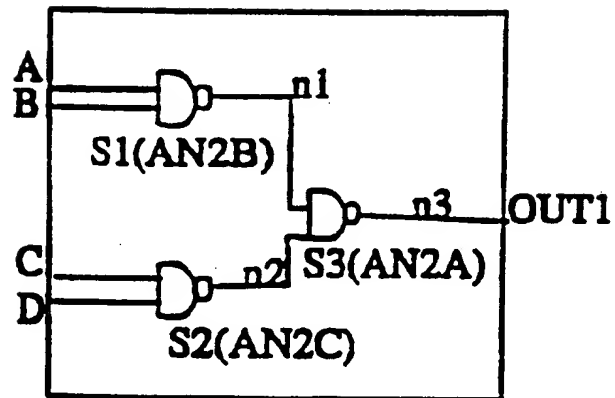 A
B
n1
S1(AN2B)
n3
OUT1
C
n2
S3(AN2A)
D
S2(AN2C)